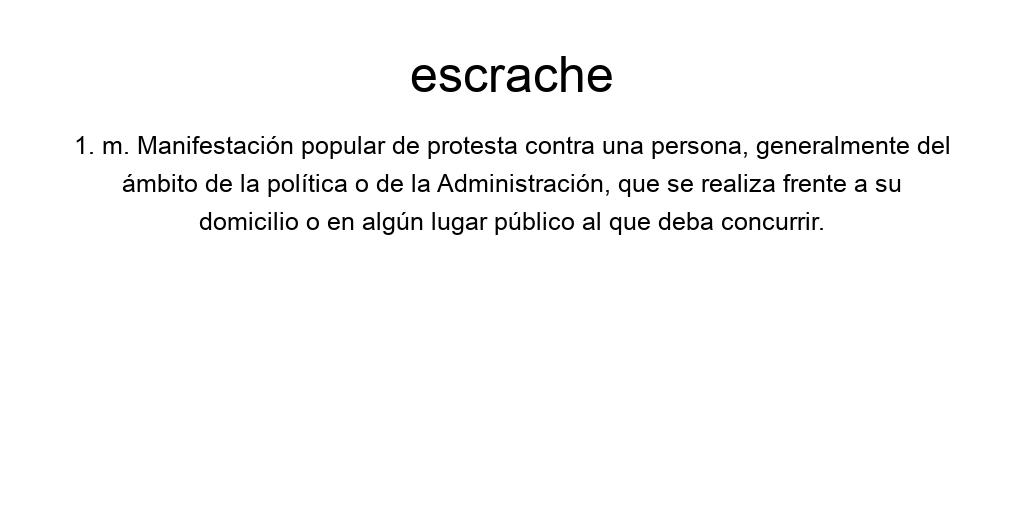 escrache
1. m. Manifestación popular de protesta contra una persona, generalmente del
ámbito de la política o de la Administración, que se realiza frente a su
domicilio o en algún lugar público al que deba concurrir.